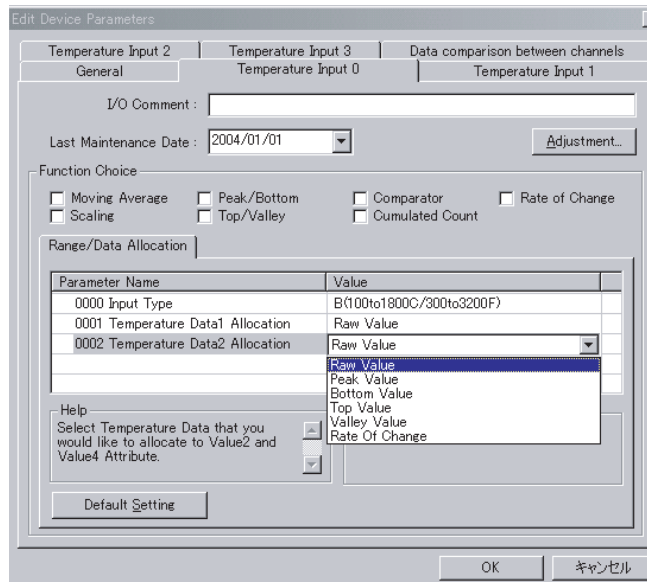 Edit Device Parameters
Temperature Input 2 Temperature Input 3 Data comparison between channels
General Temperature Input 0 Temperature Input 1
I/O Comment :
Last Maintenance Date : 2004/01/01 Adjustment...
Function Choice
Moving Average Peak/Bottom Comparator Rate of Change
Scaling Top/Valley Cumulated Count
Range/Data Allocation
Parameter Name Value
0000 Input Type B(100to1800C/300to3200F)
0001 Temperature Data1 Allocation Raw Value
0002 Temperature Data2 Allocation Raw Value
Raw Value
Peak Value
Bottom Value
Top Value
Valley Value
Rate Of Change
Help
Select Temperature Data that you
would like to allocate to Value2 and
Value4 Attribute.
Default Setting
OK キャンセル